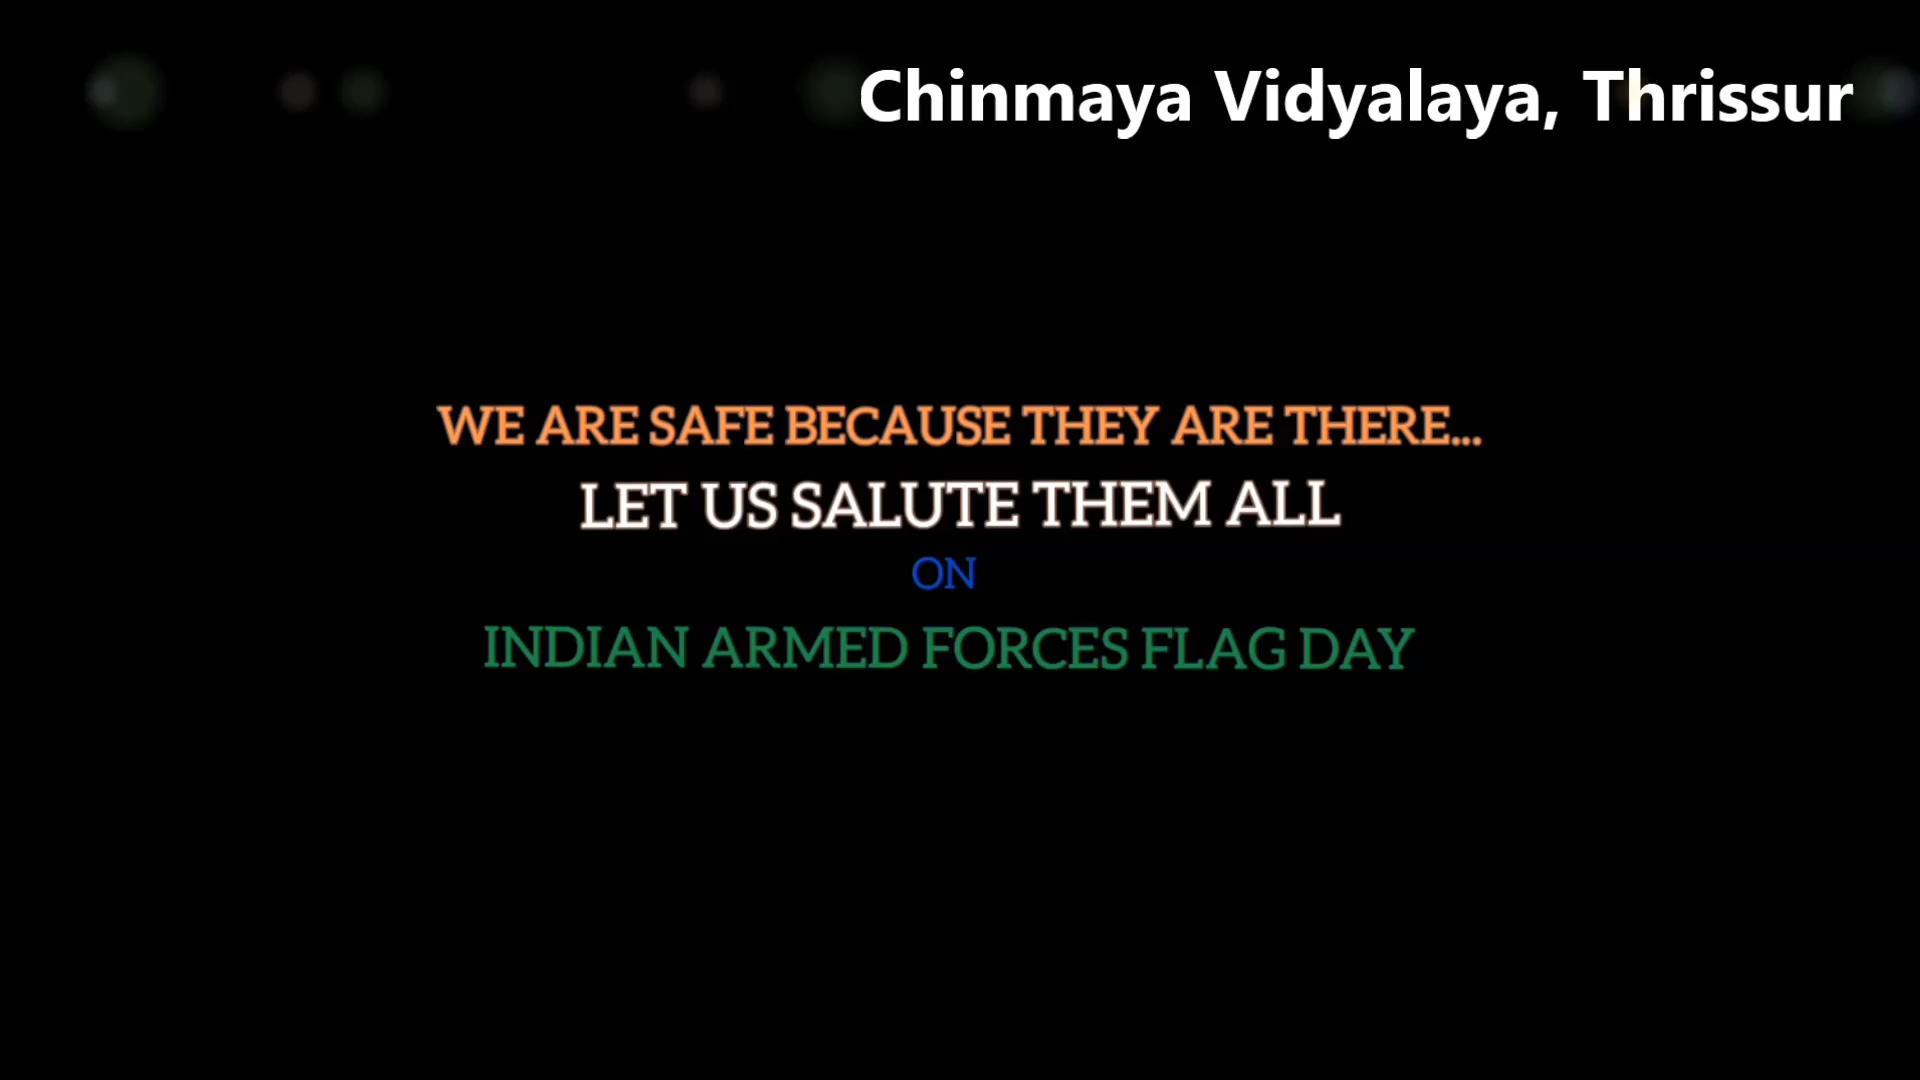 Chinmaya Vidyalaya, Thrissur
WE ARE SAFE BECAUSE THEY ARE THERE...
LET US SALUTE THEM ALL
ON
INDIAN ARMED FORCES FLAG DAY